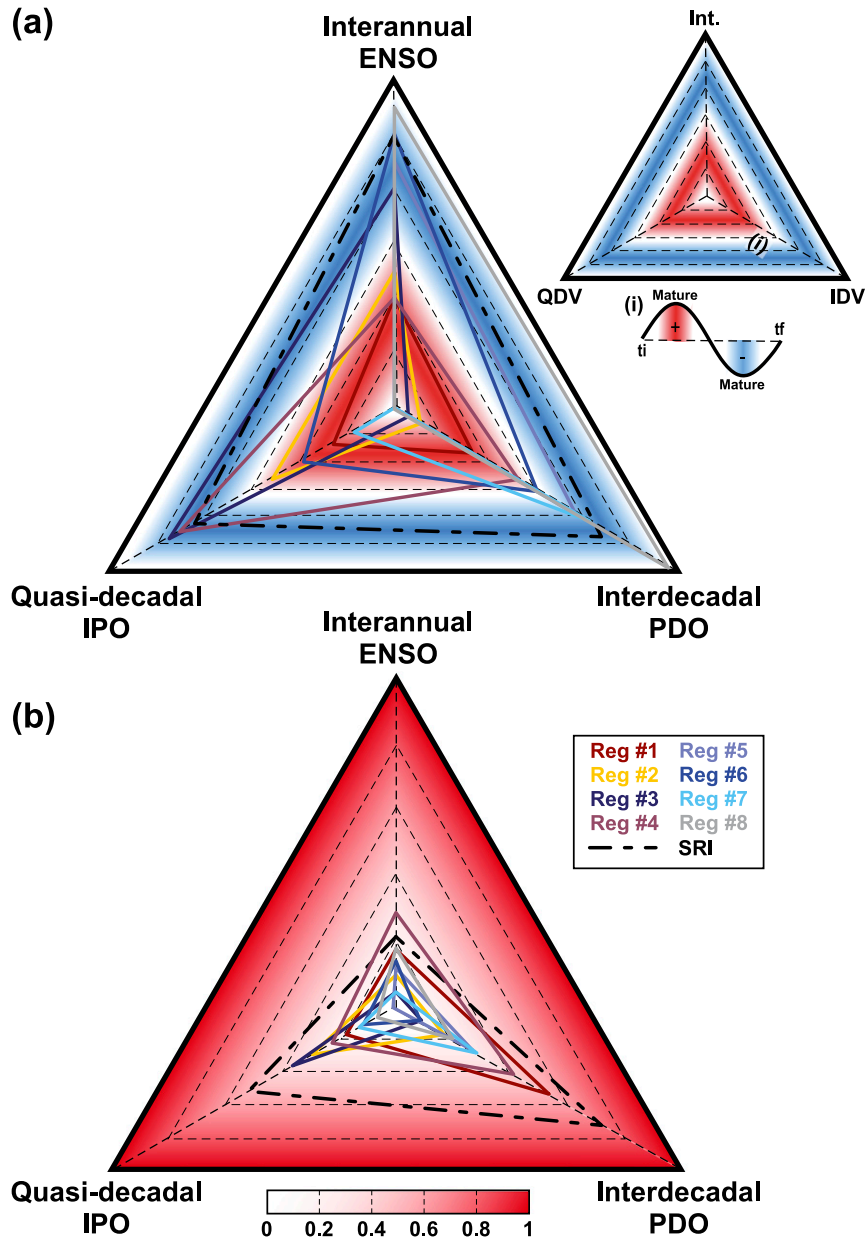 (a)
Interannual
ENSO
Int.
(i)
QDV
IDV
(i)
Mature
+
ti
tf
-
Mature
Quasi-decadal
IPO
Interdecadal
PDO
Interannual
ENSO
(b)
Reg #1 Reg #5
Reg #2 Reg #6
Reg #3 Reg #7
Reg #4 Reg #8
SRI
Quasi-decadal
IPO
Interdecadal
PDO
0 0.2 0.4 0.6 0.8 1